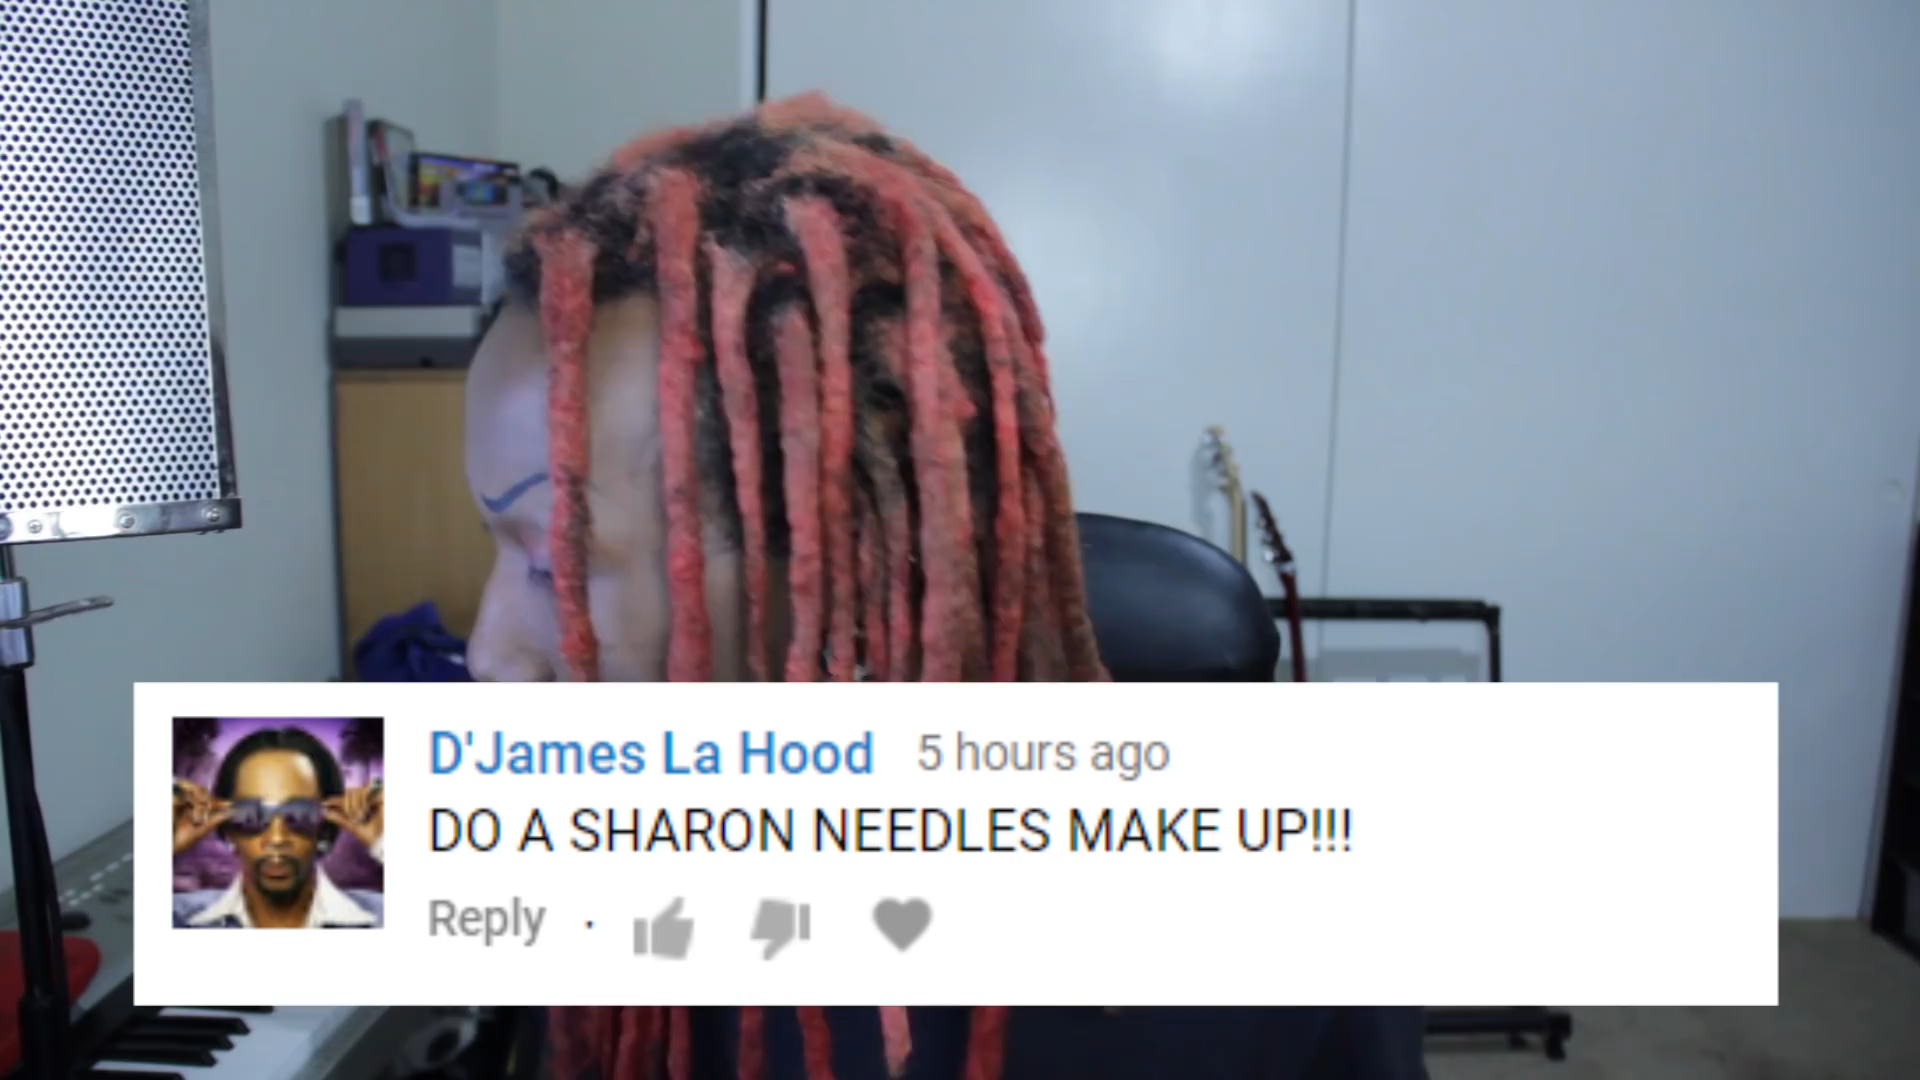 D'James La Hood 5 hours ago
DO A SHARON NEEDLES MAKE UP!!!
Reply ·